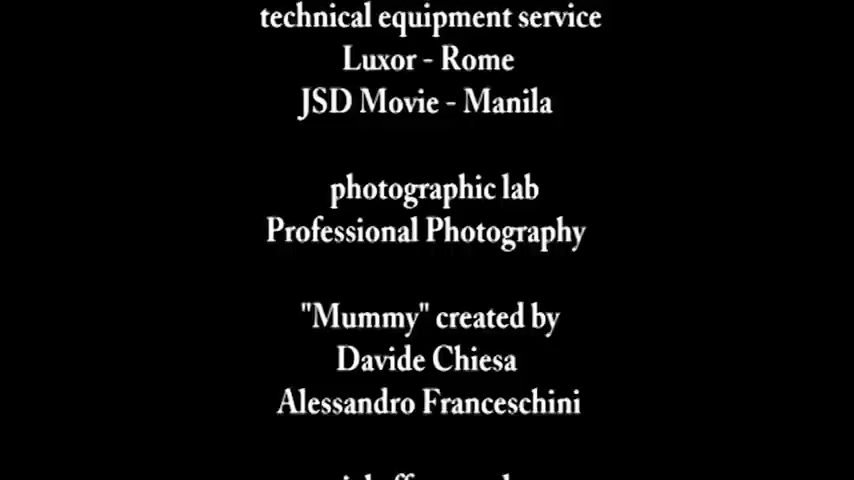 technical equipment service
Luxor - Rome
JSD Movie - Manila
photographic lab
Professional Photography
"Mummy" created by
Davide Chiesa
Alessandro Franceschini